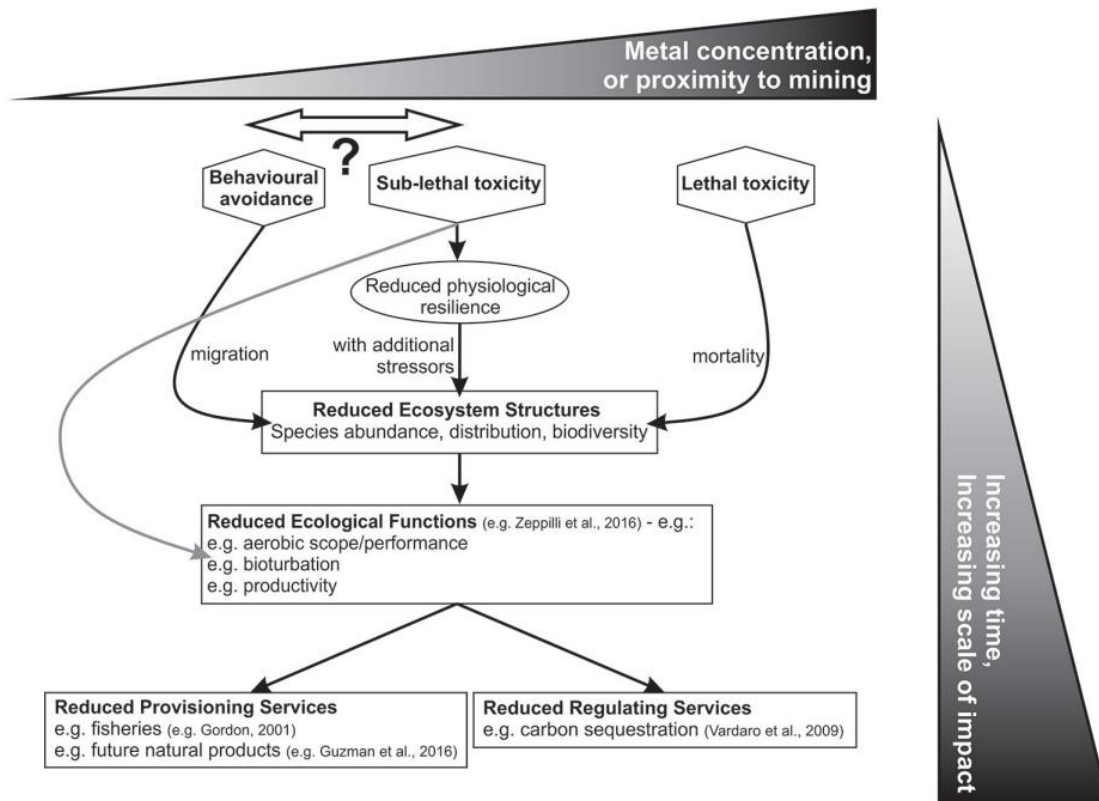 Metal concentration,
or proximity to mining
?
Behavioural
avoidance
Sub-lethal toxicity
Lethal toxicity
Reduced physiological
resilience
migration
with additional
stressors
mortality
Reduced Ecosystem Structures
Species abundance, distribution, biodiversity
Reduced Ecological Functions (e.g. Zeppilli et al., 2016) - e.g.:
e.g. aerobic scope/performance
e.g. bioturbation
e.g. productivity
Reduced Provisioning Services
e.g. fisheries (e.g. Gordon, 2001)
e.g. future natural products (e.g. Guzman et al., 2016)
Reduced Regulating Services
e.g. carbon sequestration (Vardaro et al., 2009)
Increasing time,
Increasing scale of impact